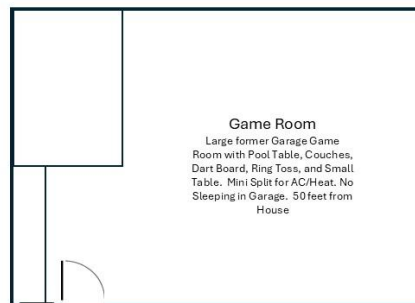 Game Room
Large former Garage Game
Room with Pool Table, Couches,
Dart Board, Ring Toss, and Small
Table. Mini Split for AC/Heat. No
Sleeping in Garage. 50 feet from
House